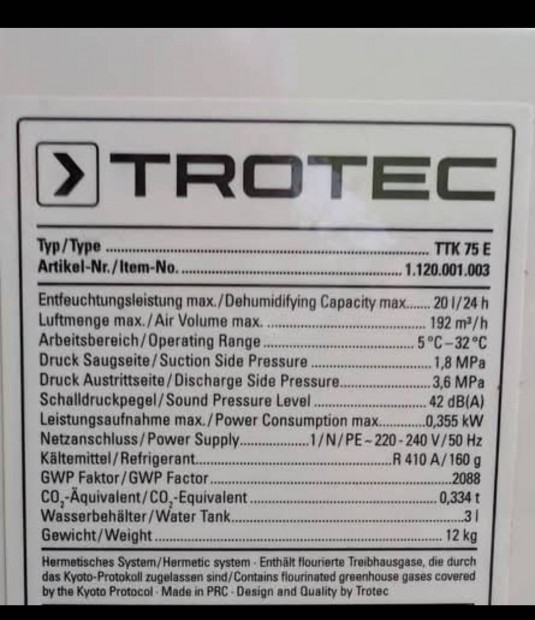 TROTEC
Typ/Type ........ TTK 75 E
Artikel-Nr./Item-No. ........ 1.120.001.003
Entfeuchtungsleistung max./Dehumidifying Capacity max....... 20 l/24 h
Luftmenge max./Air Volume max. ........ 192 m³/h
Arbeitsbereich/Operating Range ........ 5 °C – 32 °C
Druck Saugseite/Suction Side Pressure ........ 1,8 MPa
Druck Austrittseite/Discharge Side Pressure........ 3,6 MPa
Schalldruckpegel/Sound Pressure Level ........ 42 dB(A)
Leistungsaufnahme max./Power Consumption max........ 0,355 kW
Netzanschluss/Power Supply........ 1/N/PE ~ 220 - 240 V/50 Hz
Kältemittel/Refrigerant........ R 410 A/160 g
GWP Faktor/GWP Factor........ 2088
CO₂-Äquivalent/CO₂-Equivalent ........ 0,334 t
Wasserbehälter/Water Tank........ 3 l
Gewicht/Weight ........ 12 kg
Hermetisches System/Hermetic system · Enthält flourierte Treibhausgase, die durch
das Kyoto-Protokoll zugelassen sind/Contains flourinated greenhouse gases covered
by the Kyoto Protocol · Made in PRC · Design and Quality by Trotec